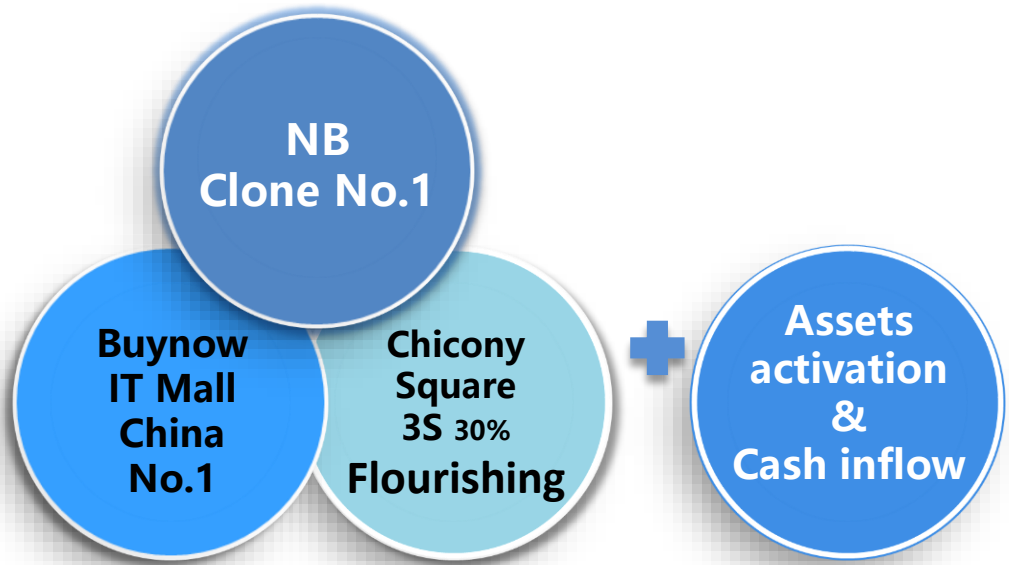 NB
Clone No.1
Buynow
IT Mall
China
No.1
Chicony
Square
3S 30%
Flourishing
Assets
activation
&
Cash inflow